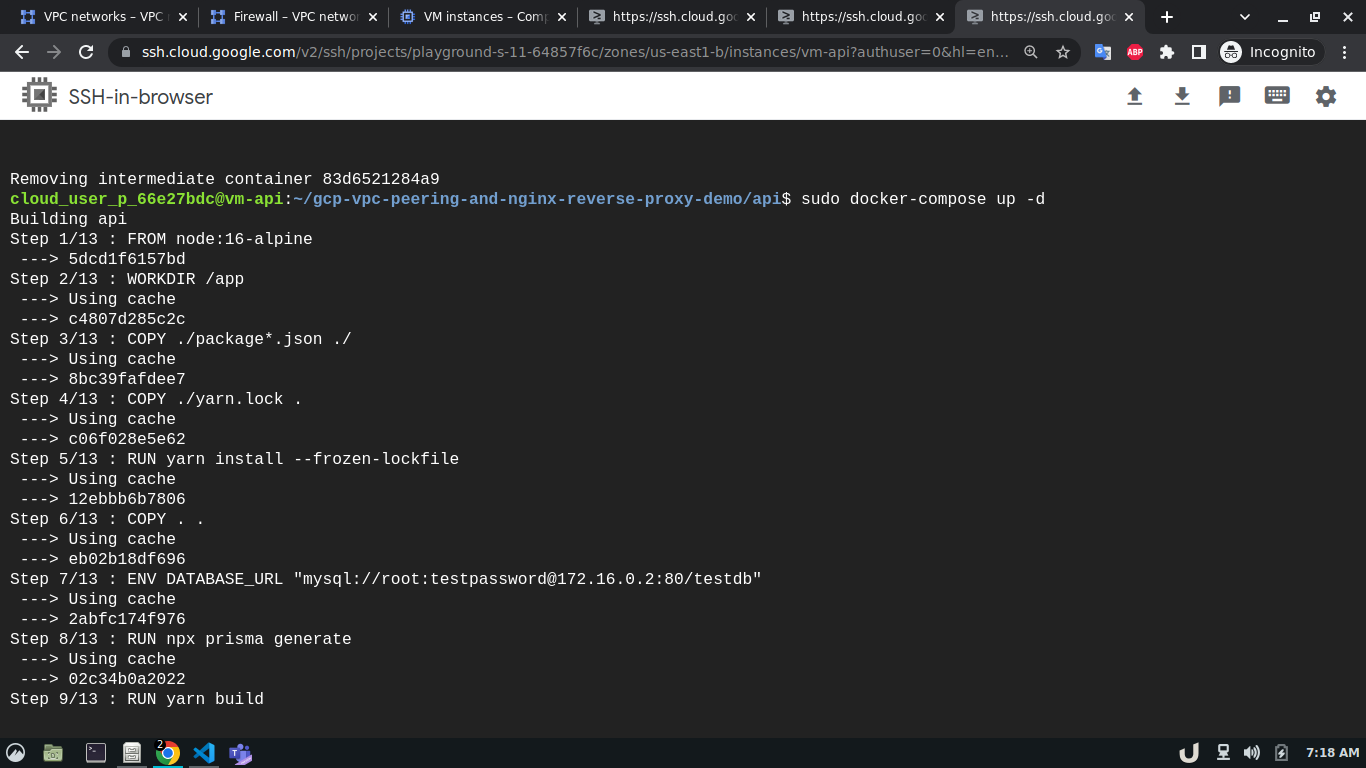 VPC networks – VPC n
Firewall – VPC networ
VM instances – Comp
https://ssh.cloud.goo
https://ssh.cloud.goo
https://ssh.cloud.goo
ssh.cloud.google.com/v2/ssh/projects/playground-s-11-64857f6c/zones/us-east1-b/instances/vm-api?authuser=0&hl=en...
ABP
Incognito
SSH-in-browser
Removing intermediate container 83d6521284a9
cloud_user_p_66e27bdc@vm-api:~/gcp-vpc-peering-and-nginx-reverse-proxy-demo/api$ sudo docker-compose up -d
Building api
Step 1/13 : FROM node:16-alpine
---> 5dcd1f6157bd
Step 2/13 : WORKDIR /app
---> Using cache
---> c4807d285c2c
Step 3/13 : COPY ./package*.json ./
---> Using cache
---> 8bc39fafdee7
Step 4/13 : COPY ./yarn.lock .
---> Using cache
---> c06f028e5e62
Step 5/13 : RUN yarn install --frozen-lockfile
---> Using cache
---> 12ebbb6b7806
Step 6/13 : COPY . .
---> Using cache
---> eb02b18df696
Step 7/13 : ENV DATABASE_URL "mysql://root:testpassword@172.16.0.2:80/testdb"
---> Using cache
---> 2abfc174f976
Step 8/13 : RUN npx prisma generate
---> Using cache
---> 02c34b0a2022
Step 9/13 : RUN yarn build
2
7:18 AM